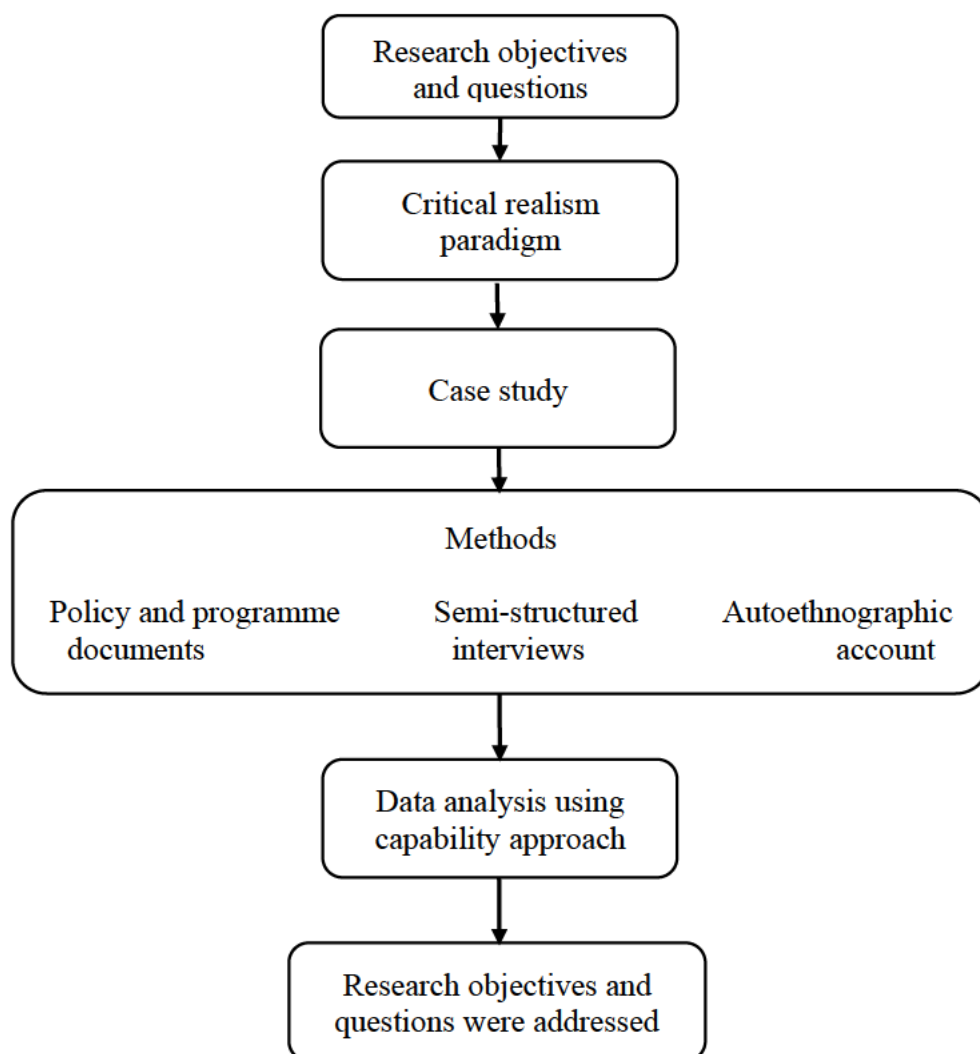 Research objectives
and questions
Critical realism
paradigm
Case study
Methods
Policy and programme
documents
Semi-structured
interviews
Autoethnographic
account
Data analysis using
capability approach
Research objectives and
questions were addressed